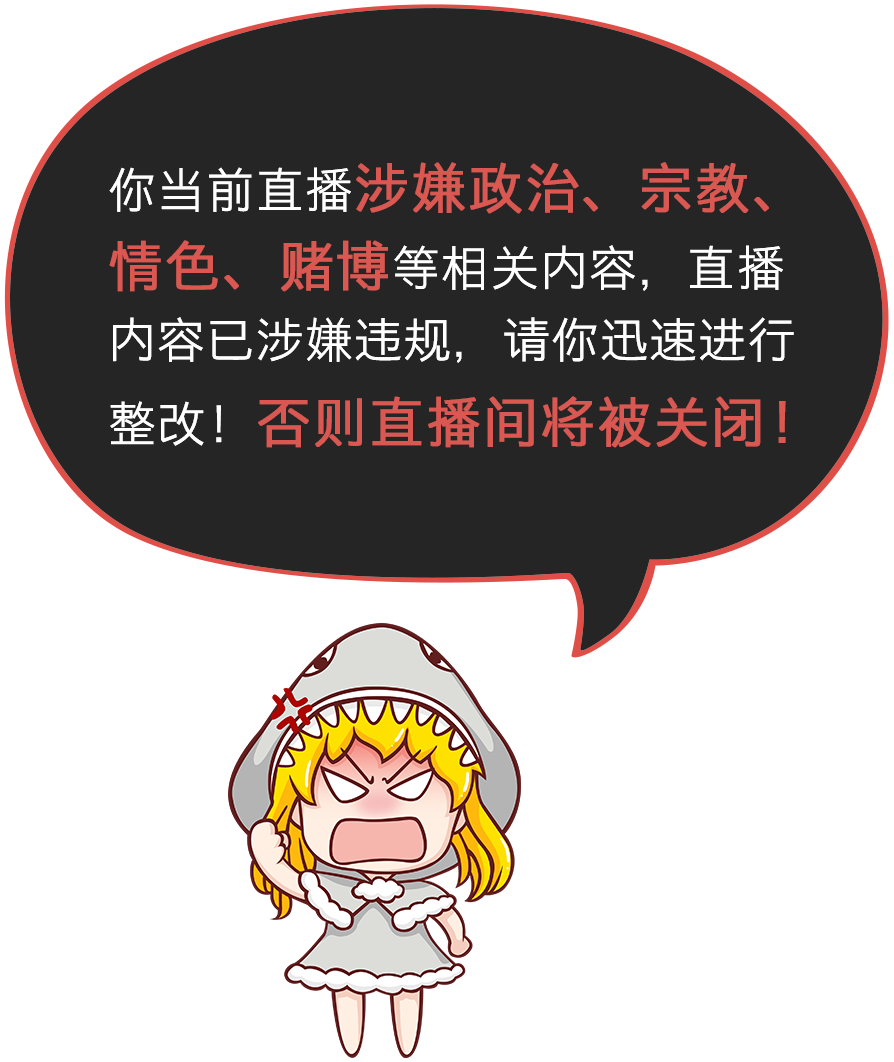 你当前直播涉嫌政治、宗教、
情色、赌博等相关内容，直播
内容已涉嫌违规，请你迅速进行
整改！否则直播间将被关闭！